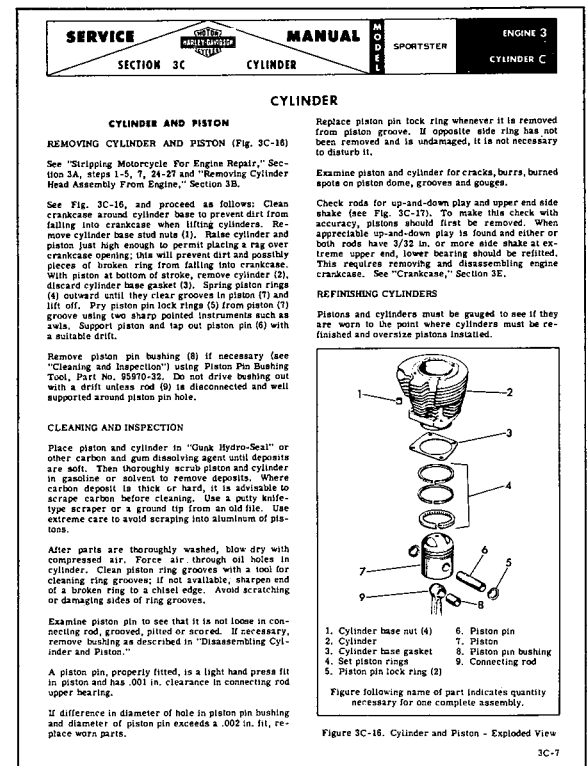 SERVICE
MOTOR
HARLEY-DAVIDSON
CYCLES
MANUAL
SECTION 3C CYLINDER
MODEL
SPORTSTER
ENGINE 3
CYLINDER C
CYLINDER
CYLINDER AND PISTON
REMOVING CYLINDER AND PISTON (Fig. 3C-16)
See "Stripping Motorcycle For Engine Repair," Sec-
tion 3A, steps 1-5, 7, 24-27 and "Removing Cylinder
Head Assembly From Engine," Section 3B.
See Fig. 3C-16, and proceed as follows: Clean
crankcase around cylinder base to prevent dirt from
falling into crankcase when lifting cylinders. Re-
move cylinder base stud nuts (1). Raise cylinder and
piston just high enough to permit placing a rag over
crankcase opening; this will prevent dirt and possibly
pieces of broken ring from falling into crankcase.
With piston at bottom of stroke, remove cylinder (2),
discard cylinder base gasket (3). Spring piston rings
(4) outward until they clear grooves in piston (7) and
lift off. Pry piston pin lock rings (5) from piston (7)
groove using two sharp pointed instruments such as
awls. Support piston and tap out piston pin (6) with
a suitable drift.
Remove piston pin bushing (8) if necessary (see
"Cleaning and Inspection") using Piston Pin Bushing
Tool, Part No. 95970-32. Do not drive bushing out
with a drift unless rod (9) is disconnected and well
supported around piston pin hole.
CLEANING AND INSPECTION
Place piston and cylinder in "Gunk Hydro-Seal" or
other carbon and gum dissolving agent until deposits
are soft. Then thoroughly scrub piston and cylinder
in gasoline or solvent to remove deposits. Where
carbon deposit is thick or hard, it is advisable to
scrape carbon before cleaning. Use a putty knife-
type scraper or a ground tip from an old file. Use
extreme care to avoid scraping into aluminum of pis-
tons.
After parts are thoroughly washed, blow dry with
compressed air. Force air through oil holes in
cylinder. Clean piston ring grooves with a tool for
cleaning ring grooves; if not available, sharpen end
of a broken ring to a chisel edge. Avoid scratching
or damaging sides of ring grooves.
Examine piston pin to see that it is not loose in con-
necting rod, grooved, pitted or scored. If necessary,
remove bushing as described in "Disassembling Cyl-
inder and Piston."
A piston pin, properly fitted, is a light hand press fit
in piston and has .001 in. clearance in connecting rod
upper bearing.
If difference in diameter of hole in piston pin bushing
and diameter of piston pin exceeds a .002 in. fit, re-
place worn parts.
Replace piston pin lock ring whenever it is removed
from piston groove. If opposite side ring has not
been removed and is undamaged, it is not necessary
to disturb it.
Examine piston and cylinder for cracks, burrs, burned
spots on piston dome, grooves and gouges.
Check rods for up-and-down play and upper end side
shake (see Fig. 3C-17). To make this check with
accuracy, pistons should first be removed. When
appreciable up-and-down play is found and either or
both rods have 3/32 in. or more side shake at ex-
treme upper end, lower bearing should be refitted.
This requires removing and disassembling engine
crankcase. See "Crankcase," Section 3E.
REFINISHING CYLINDERS
Pistons and cylinders must be gauged to see if they
are worn to the point where cylinders must be re-
finished and oversize pistons installed.
1
2
3
4
5
6
7
8
9
1. Cylinder base nut (4)
2. Cylinder
3. Cylinder base gasket
4. Set piston rings
5. Piston pin lock ring (2)
6. Piston pin
7. Piston
8. Piston pin bushing
9. Connecting rod
Figure following name of part indicates quantity
necessary for one complete assembly.
Figure 3C-16. Cylinder and Piston - Exploded View
3C-7